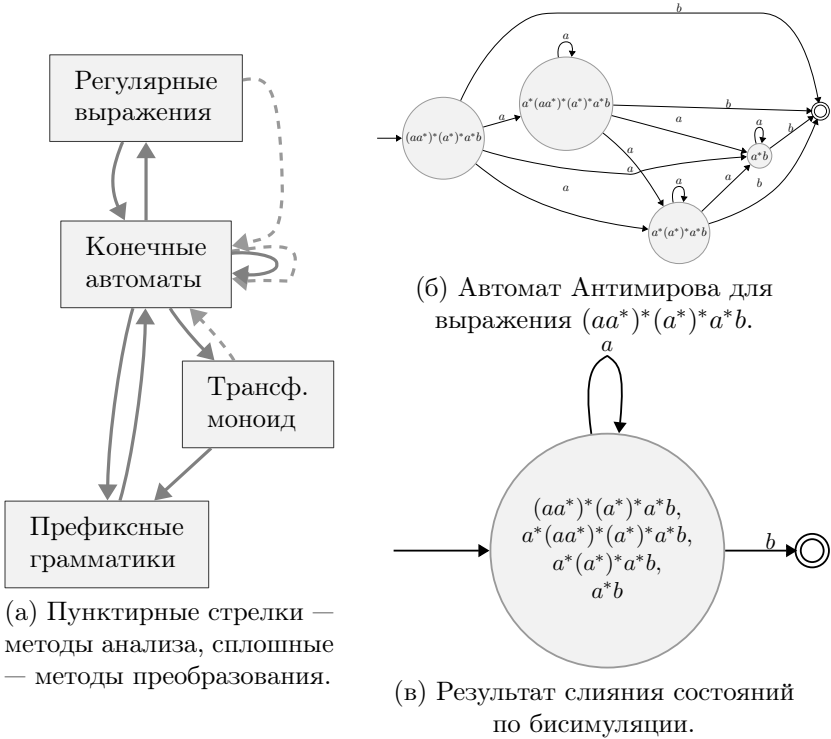 Регулярные
выражения
Конечные
автоматы
Трансф.
моноид
Префиксные
грамматики
(а) Пунктирные стрелки —
методы анализа, сплошные
— методы преобразования.
b
a
(aa*)*(a*)*a*b
a
a*(aa*)*(a*)*a*b
b
a
a
a
a*b
b
a
a
a
a
b
a*(a*)*a*b
(б) Автомат Антимирова для
выражения (aa*)*(a*)*a*b.
a
(aa*)*(a*)*a*b,
a*(aa*)*(a*)*a*b,
a*(a*)*a*b,
a*b
b
(в) Результат слияния состояний
по бисимуляции.